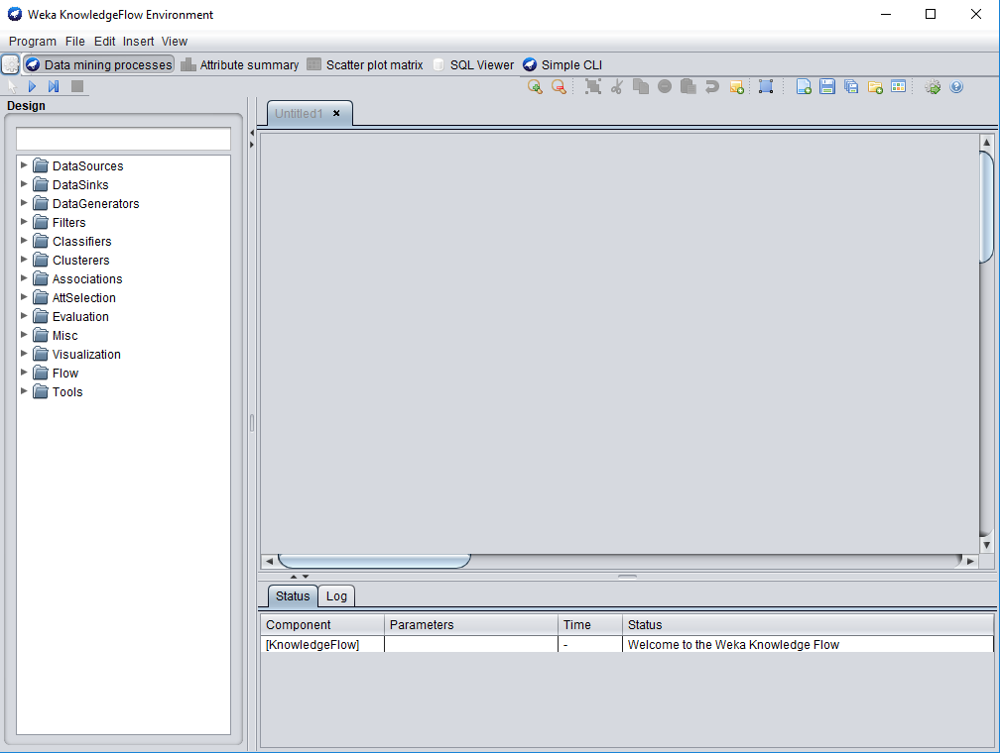 Weka KnowledgeFlow Environment
Program File Edit Insert View
Data mining processes Attribute summary Scatter plot matrix SQL Viewer Simple CLI
Design
Untitled1
DataSources
DataSinks
DataGenerators
Filters
Classifiers
Clusterers
Associations
AttSelection
Evaluation
Misc
Visualization
Flow
Tools
Status Log
Component Parameters Time Status
[KnowledgeFlow] - Welcome to the Weka Knowledge Flow